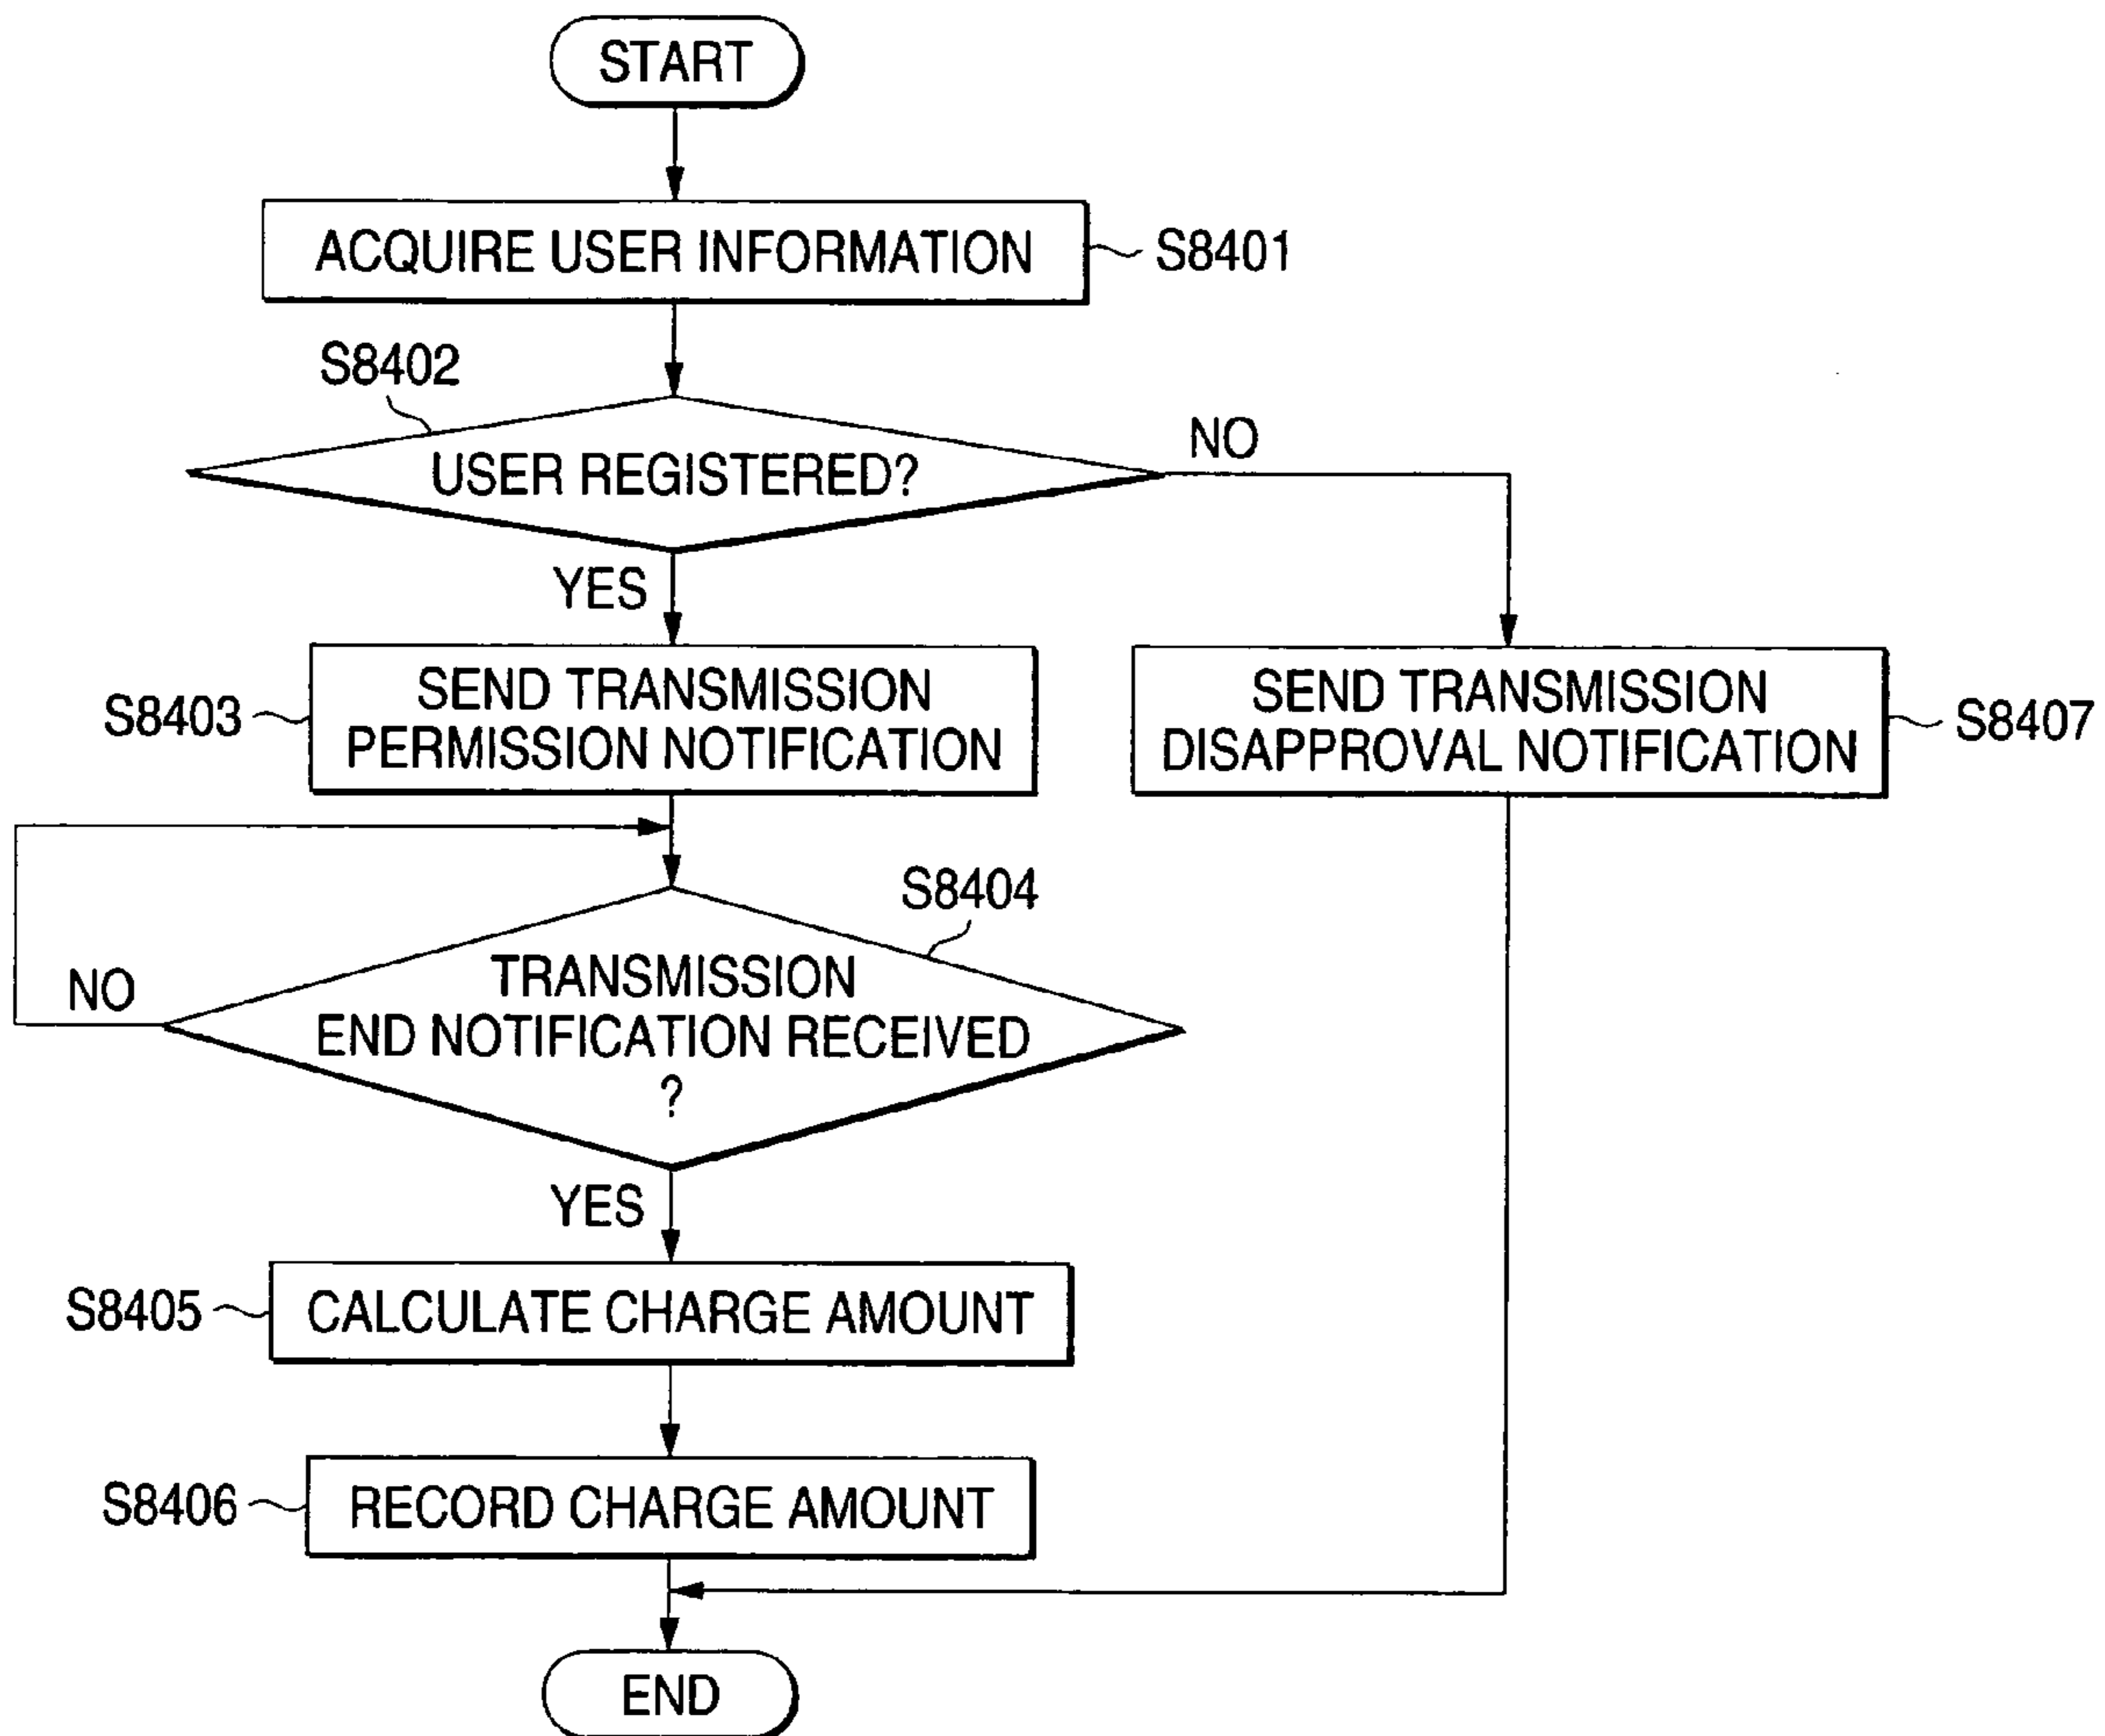 START
ACQUIRE USER INFORMATION
S8401
S8402
USER REGISTERED?
NO
YES
S8403
SEND TRANSMISSION
PERMISSION NOTIFICATION
SEND TRANSMISSION
DISAPPROVAL NOTIFICATION
S8407
S8404
NO
TRANSMISSION
END NOTIFICATION RECEIVED
?
YES
S8405
CALCULATE CHARGE AMOUNT
S8406
RECORD CHARGE AMOUNT
END